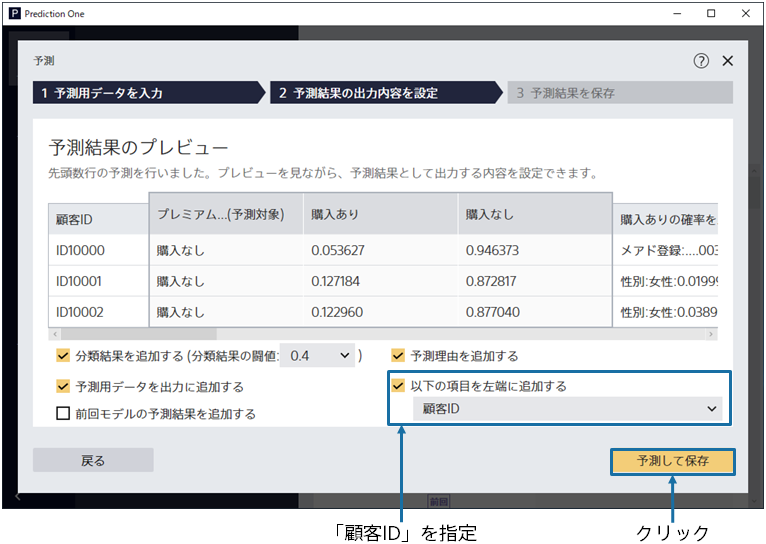 Prediction One
予測
1 予測用データを入力
2 予測結果の出力内容を設定
3 予測結果を保存
予測結果のプレビュー
先頭数行の予測を行いました。プレビューを見ながら、予測結果として出力する内容を設定できます。
顧客ID プレミアム...(予測対象) 購入あり 購入なし 購入ありの確率を
ID10000 購入なし 0.053627 0.946373 メアド登録:....003
ID10001 購入なし 0.127184 0.872817 性別:女性:0.01999
ID10002 購入なし 0.122960 0.877040 性別:女性:0.0389
分類結果を追加する (分類結果の閾値: 0.4 )
予測理由を追加する
予測用データを出力に追加する
以下の項目を左端に追加する
顧客ID
前回モデルの予測結果を追加する
戻る
予測して保存
前回
「顧客ID」を指定
クリック